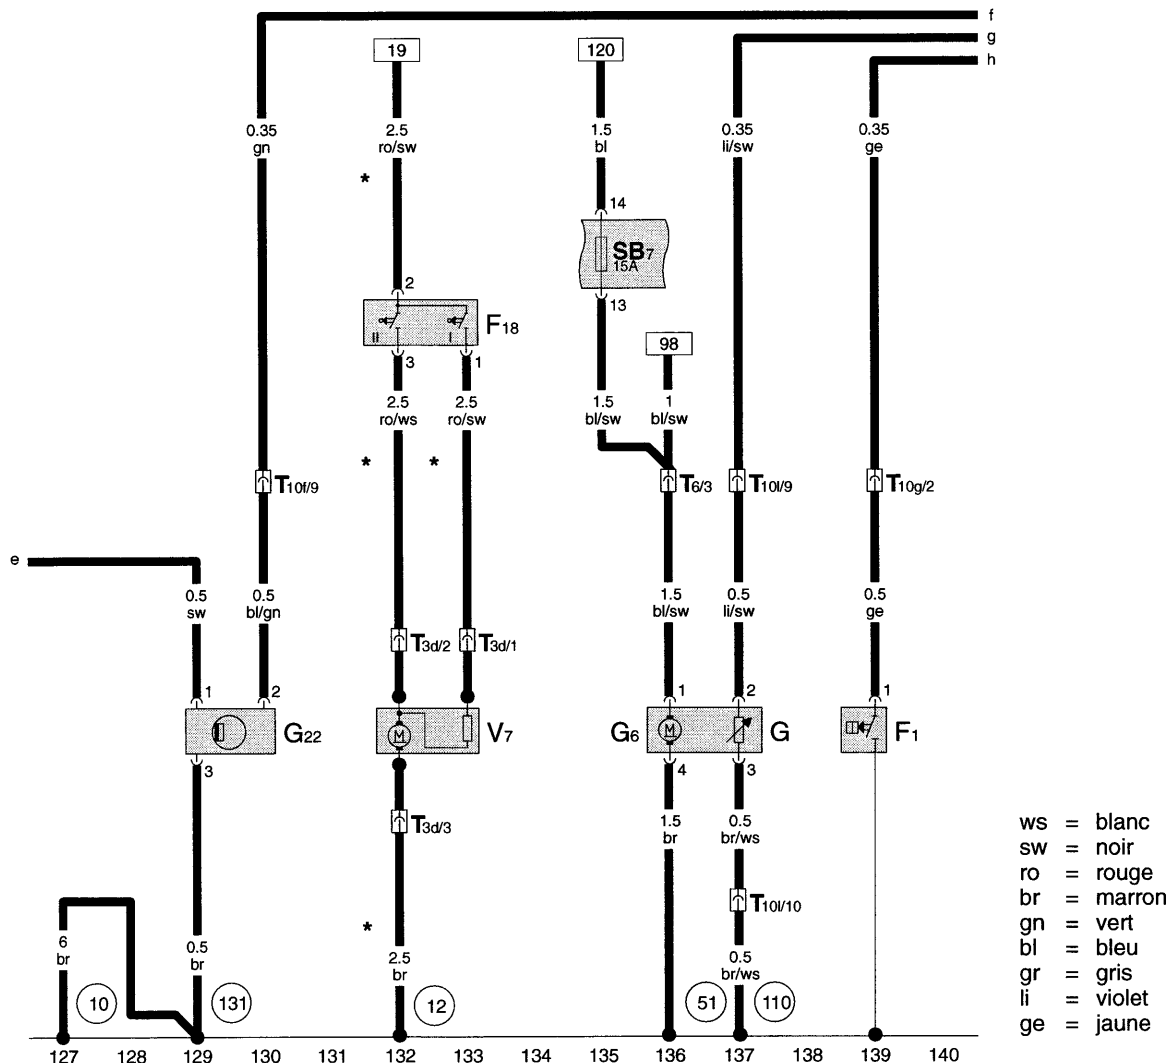 f
g
h
19
120
0.35
gn
2.5
ro/sw
*
1.5
bl
0.35
li/sw
0.35
ge
14
SB7
15A
13
2
F18
II
I
3
1
98
2.5
ro/ws
2.5
ro/sw
1.5
bl/sw
1
bl/sw
*
*
T10f/9
T6/3
T10l/9
T10g/2
e
0.5
sw
0.5
bl/gn
1.5
bl/sw
0.5
li/sw
0.5
ge
T3d/2
T3d/1
1
2
1
2
1
G22
M
V7
G6
M
G
F1
3
4
3
T3d/3
1.5
br
0.5
br/ws
T10l/10
*
6
br
0.5
br
2.5
br
0.5
br/ws
10
131
12
51
110
127 128 129 130 131 132 133 134 135 136 137 138 139 140
ws = blanc
sw = noir
ro = rouge
br = marron
gn = vert
bl = bleu
gr = gris
li = violet
ge = jaune